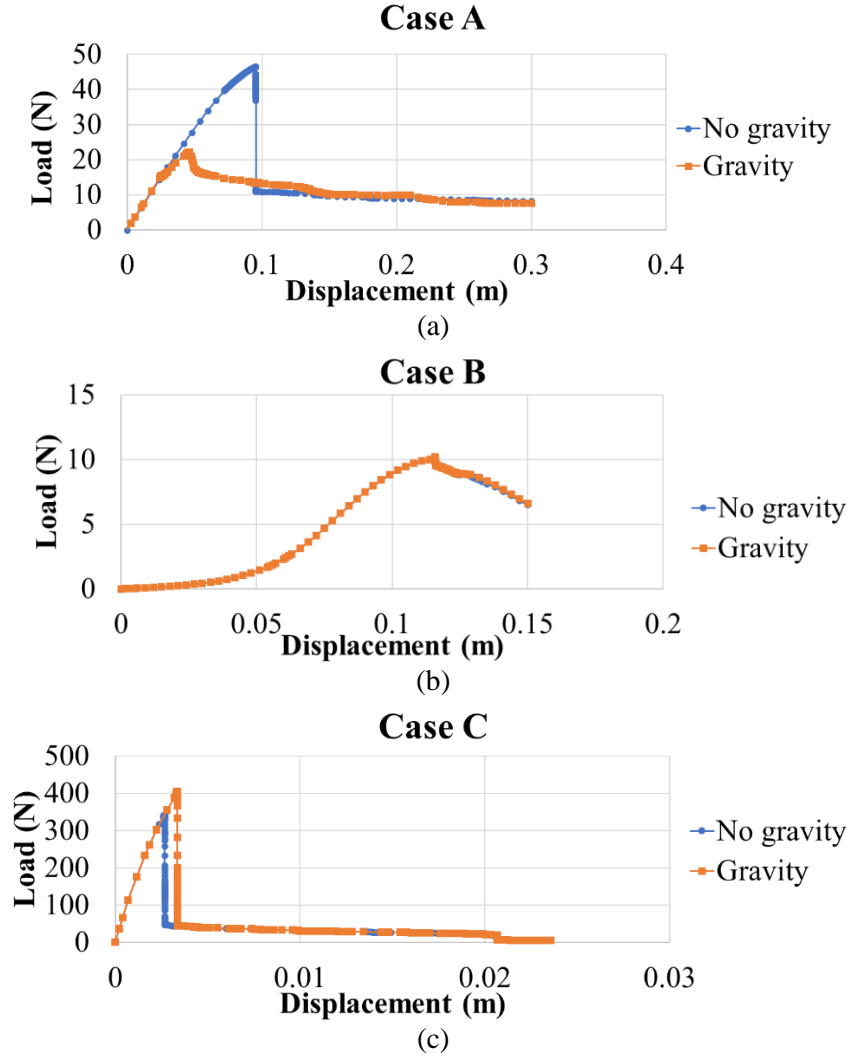 Case A
50
40
30
20
10
0
Load (N)
0 0.1 0.2 0.3 0.4
Displacement (m)
No gravity
Gravity
(a)
Case B
15
10
5
0
Load (N)
0 0.05 0.1 0.15 0.2
Displacement (m)
No gravity
Gravity
(b)
Case C
500
400
300
200
100
0
Load (N)
0 0.01 0.02 0.03
Displacement (m)
No gravity
Gravity
(c)